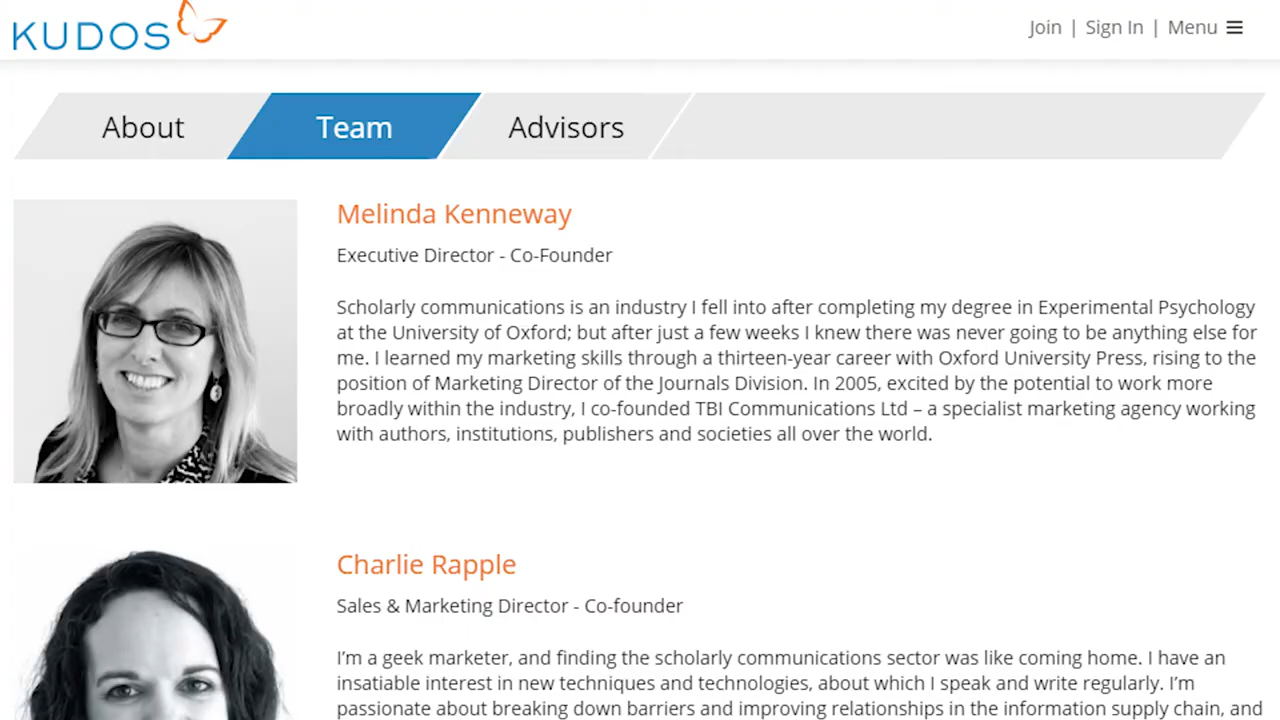 KUDOS
Join | Sign In | Menu
About
Team
Advisors
Melinda Kenneway
Executive Director - Co-Founder
Scholarly communications is an industry I fell into after completing my degree in Experimental Psychology
at the University of Oxford; but after just a few weeks I knew there was never going to be anything else for
me. I learned my marketing skills through a thirteen-year career with Oxford University Press, rising to the
position of Marketing Director of the Journals Division. In 2005, excited by the potential to work more
broadly within the industry, I co-founded TBI Communications Ltd – a specialist marketing agency working
with authors, institutions, publishers and societies all over the world.
Charlie Rapple
Sales & Marketing Director - Co-founder
I'm a geek marketer, and finding the scholarly communications sector was like coming home. I have an
insatiable interest in new techniques and technologies, about which I speak and write regularly. I'm
passionate about breaking down barriers and improving relationships in the information supply chain, and